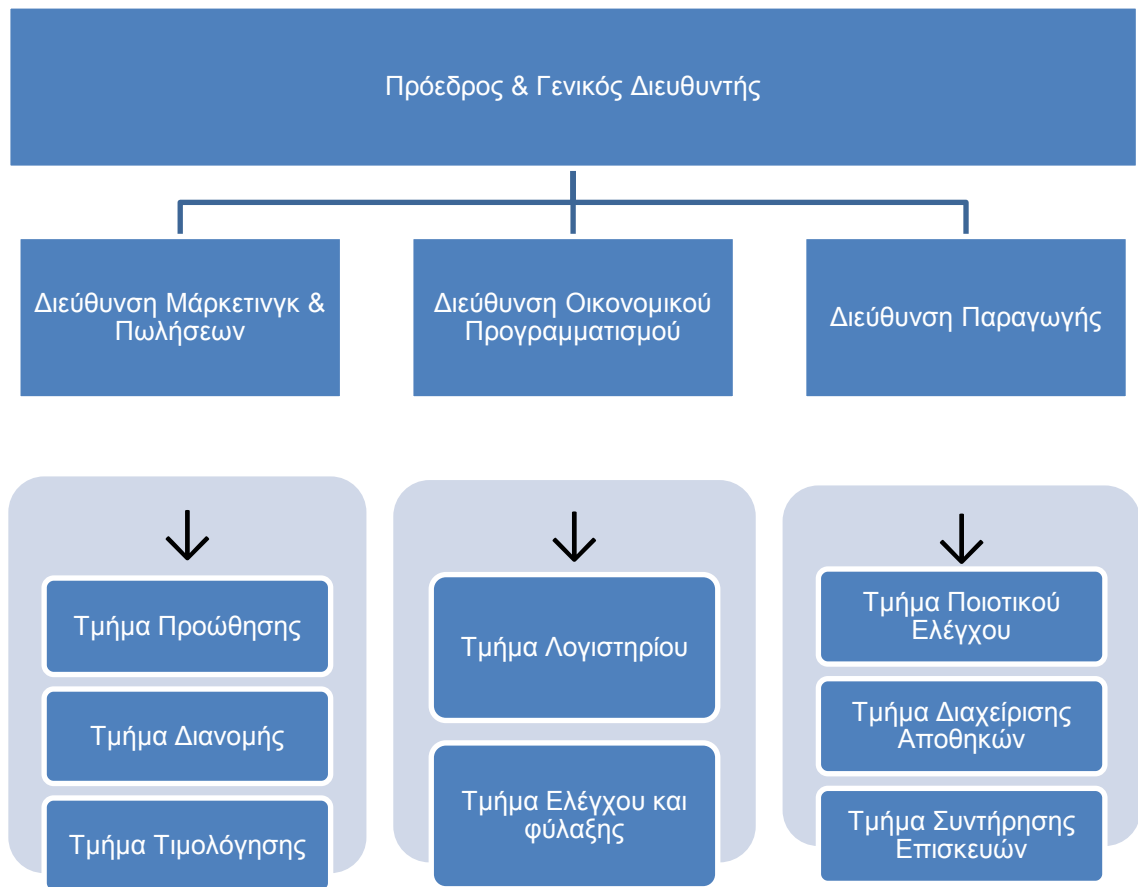 Πρόεδρος & Γενικός Διευθυντής
Διεύθυνση Μάρκετινγκ &
Πωλήσεων
Διεύθυνση Οικονομικού
Προγραμματισμού
Διεύθυνση Παραγωγής
Τμήμα Προώθησης
Τμήμα Διανομής
Τμήμα Τιμολόγησης
Τμήμα Λογιστηρίου
Τμήμα Ελέγχου και
φύλαξης
Τμήμα Ποιοτικού
Ελέγχου
Τμήμα Διαχείρισης
Αποθηκών
Τμήμα Συντήρησης
Επισκευών